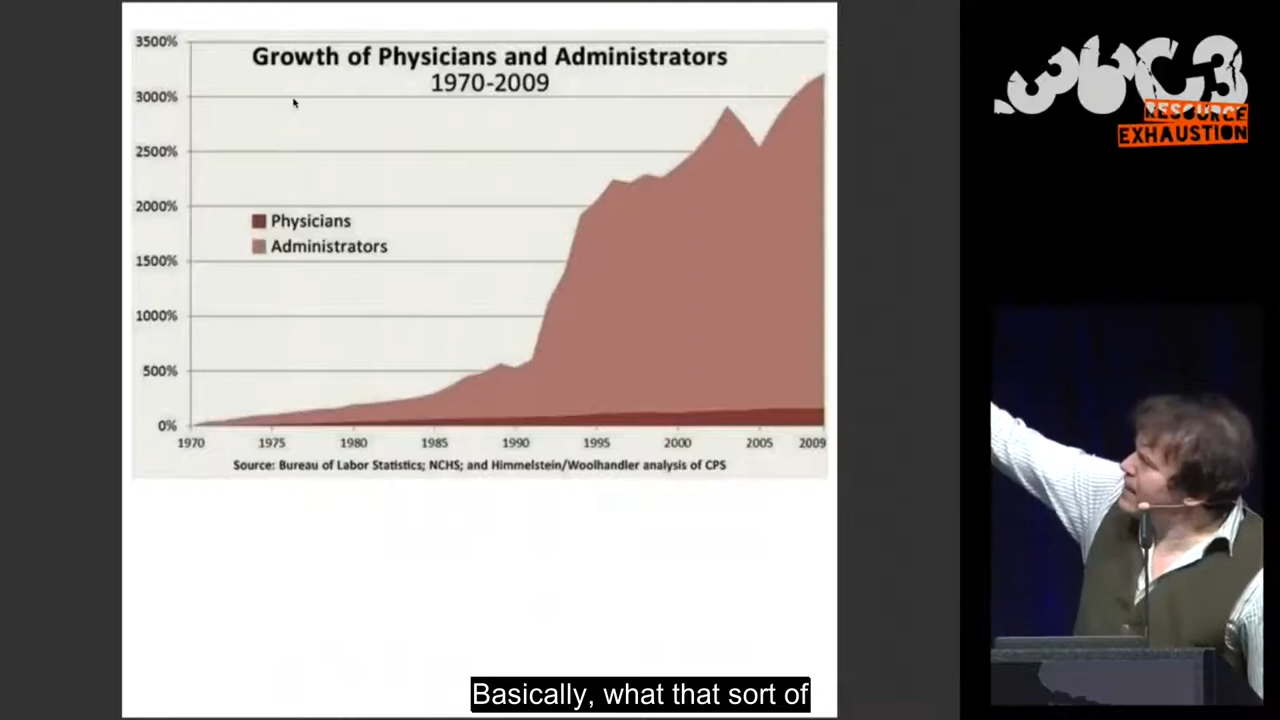 3500%
3000%
2500%
2000%
1500%
1000%
500%
0%
Growth of Physicians and Administrators
1970-2009
Physicians
Administrators
1970 1975 1980 1985 1990 1995 2000 2005 2009
Source: Bureau of Labor Statistics; NCHS; and Himmelstein/Woolhandler analysis of CPS
36C3
RESOURCE
EXHAUSTION
Basically, what that sort of